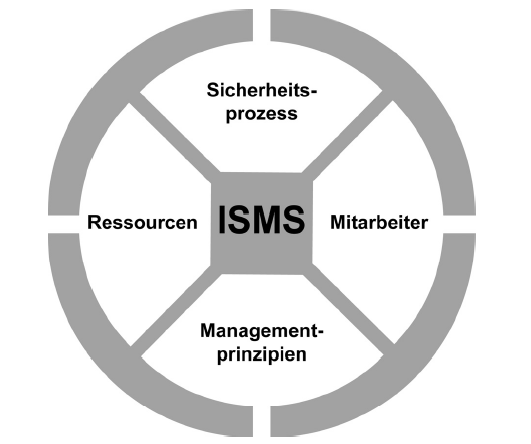 Sicherheits-
prozess
Ressourcen
ISMS
Mitarbeiter
Management-
prinzipien